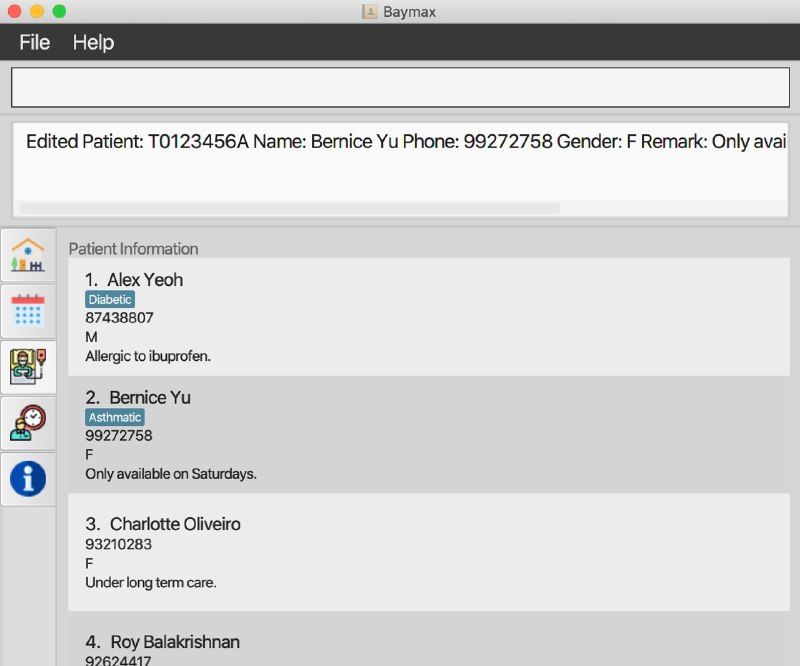 Baymax
File Help
Edited Patient: T0123456A Name: Bernice Yu Phone: 99272758 Gender: F Remark: Only avai
Patient Information
1. Alex Yeoh
Diabetic
87438807
M
Allergic to ibuprofen.
2. Bernice Yu
Asthmatic
99272758
F
Only available on Saturdays.
3. Charlotte Oliveiro
93210283
F
Under long term care.
4. Roy Balakrishnan
92624417